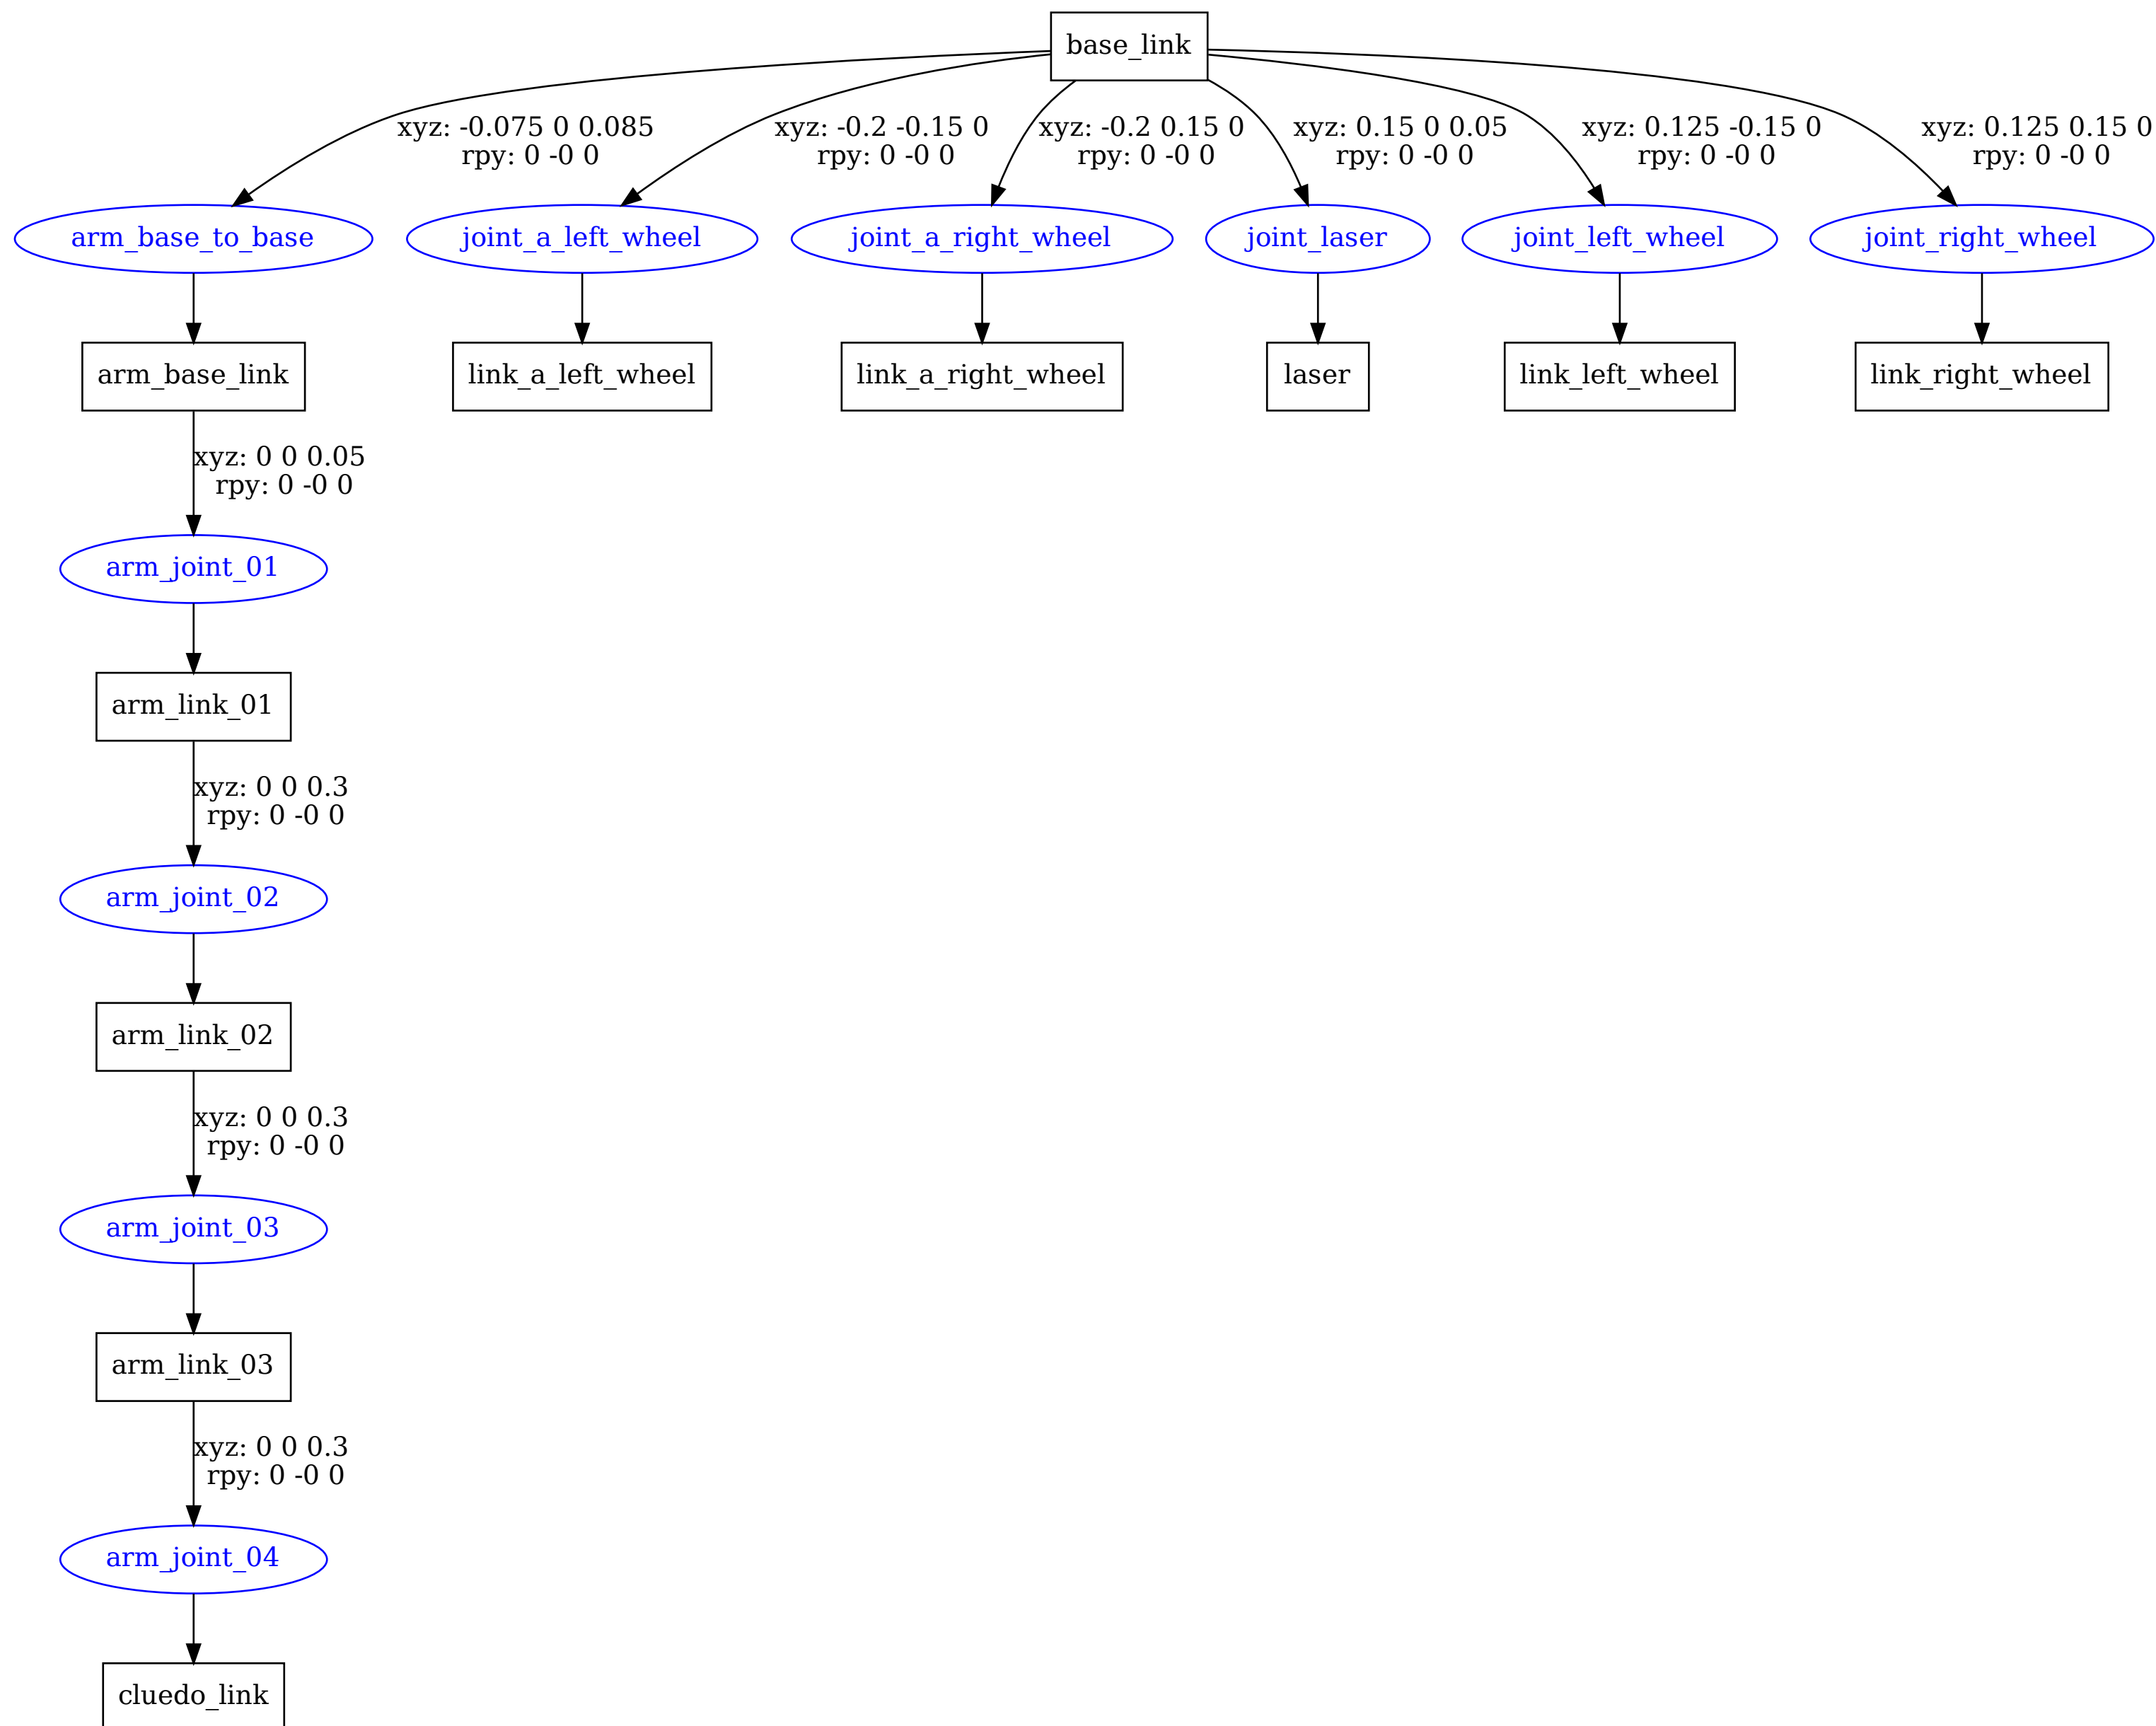 base_link
xyz: -0.075 0 0.085
rpy: 0 -0 0
xyz: -0.2 -0.15 0
rpy: 0 -0 0
xyz: -0.2 0.15 0
rpy: 0 -0 0
xyz: 0.15 0 0.05
rpy: 0 -0 0
xyz: 0.125 -0.15 0
rpy: 0 -0 0
xyz: 0.125 0.15 0
rpy: 0 -0 0
arm_base_to_base
joint_a_left_wheel
joint_a_right_wheel
joint_laser
joint_left_wheel
joint_right_wheel
arm_base_link
link_a_left_wheel
link_a_right_wheel
laser
link_left_wheel
link_right_wheel
xyz: 0 0 0.05
rpy: 0 -0 0
arm_joint_01
arm_link_01
xyz: 0 0 0.3
rpy: 0 -0 0
arm_joint_02
arm_link_02
xyz: 0 0 0.3
rpy: 0 -0 0
arm_joint_03
arm_link_03
xyz: 0 0 0.3
rpy: 0 -0 0
arm_joint_04
cluedo_link